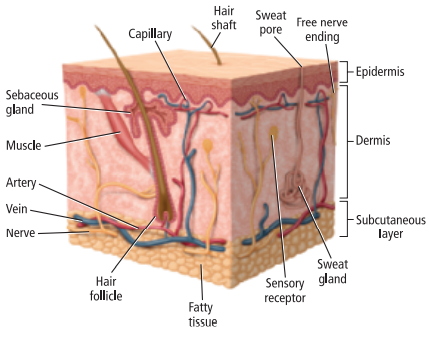 Hair
shaft
Sweat
pore
Free nerve
ending
Capillary
Epidermis
Sebaceous
gland
Dermis
Muscle
Artery
Vein
Nerve
Subcutaneous
layer
Hair
follicle
Fatty
tissue
Sensory
receptor
Sweat
gland